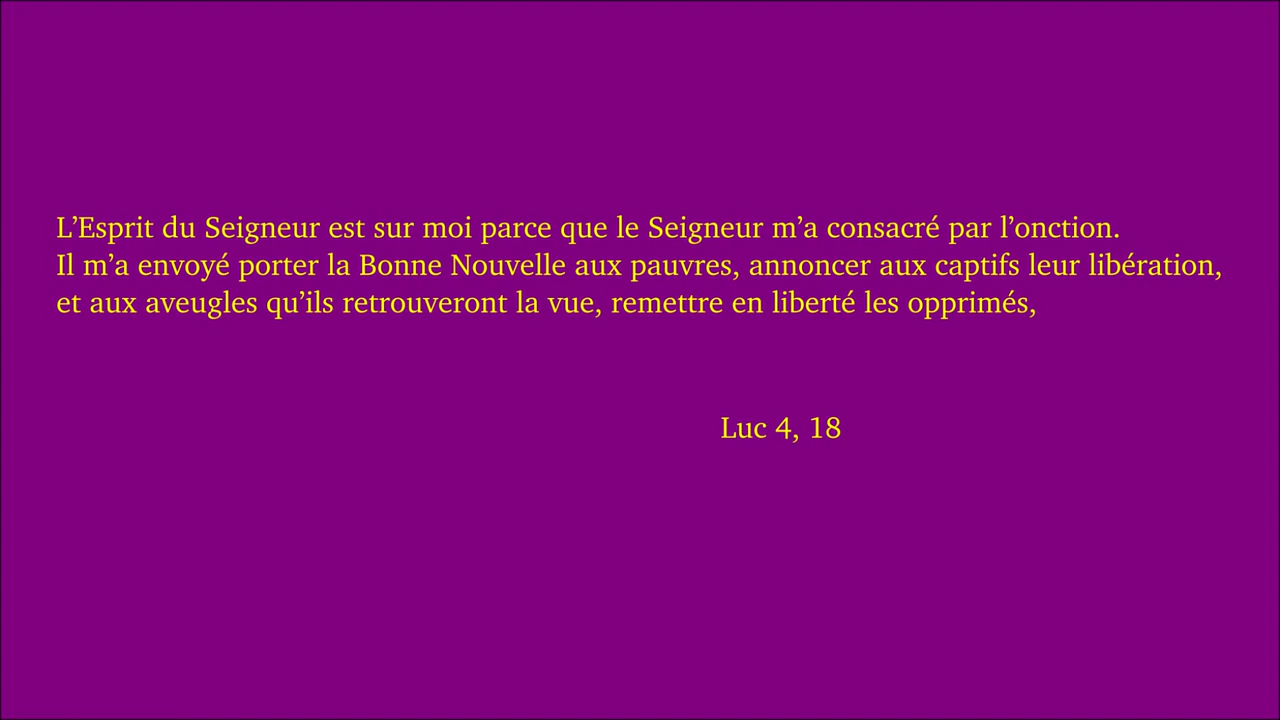 L’Esprit du Seigneur est sur moi parce que le Seigneur m’a consacré par l’onction.
Il m’a envoyé porter la Bonne Nouvelle aux pauvres, annoncer aux captifs leur libération,
et aux aveugles qu’ils retrouveront la vue, remettre en liberté les opprimés,
Luc 4, 18